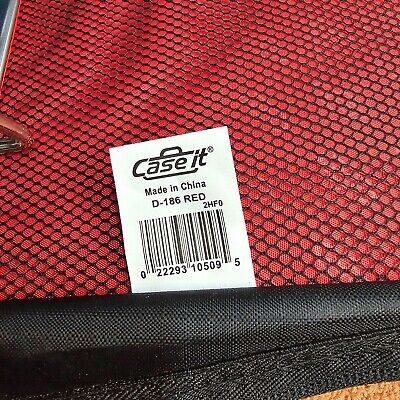 Case it®
Made in China
D-186 RED
2HF0
0 22293 10509 5